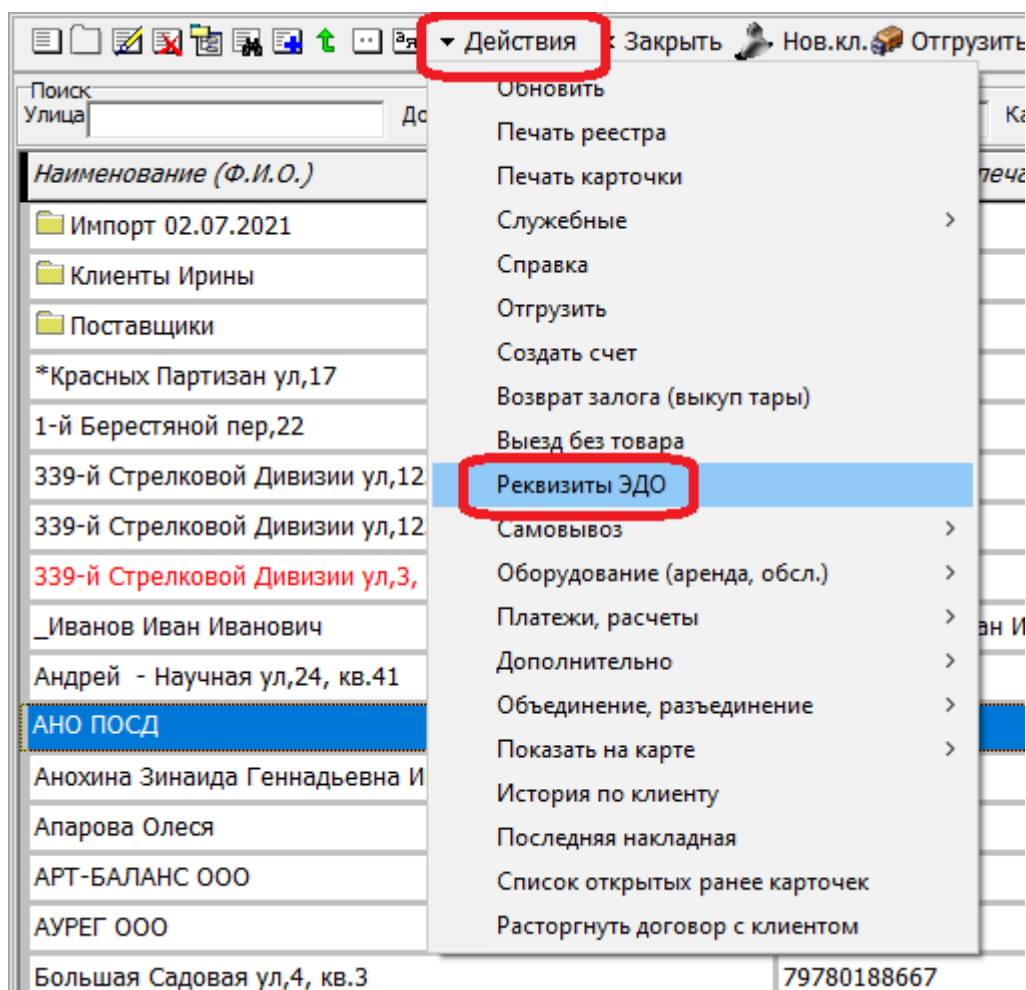 Действия Закрыть Нов.кл. Отгрузить
Поиск
Улица
Наименование (Ф.И.О.)
Импорт 02.07.2021
Клиенты Ирины
Поставщики
*Красных Партизан ул,17
1-й Берестяной пер,22
339-й Стрелковой Дивизии ул,12
339-й Стрелковой Дивизии ул,12
339-й Стрелковой Дивизии ул,3,
_Иванов Иван Иванович
Андрей - Научная ул,24, кв.41
АНО ПОСД
Анохина Зинаида Геннадьевна И
Апарова Олеся
АРТ-БАЛАНС ООО
АУРЕГ ООО
Большая Садовая ул,4, кв.3 79780188667
Обновить
Печать реестра
Печать карточки
Служебные
Справка
Отгрузить
Создать счет
Возврат залога (выкуп тары)
Выезд без товара
Реквизиты ЭДО
Самовывоз
Оборудование (аренда, обсл.)
Платежи, расчеты
Дополнительно
Объединение, разъединение
Показать на карте
История по клиенту
Последняя накладная
Список открытых ранее карточек
Расторгнуть договор с клиентом